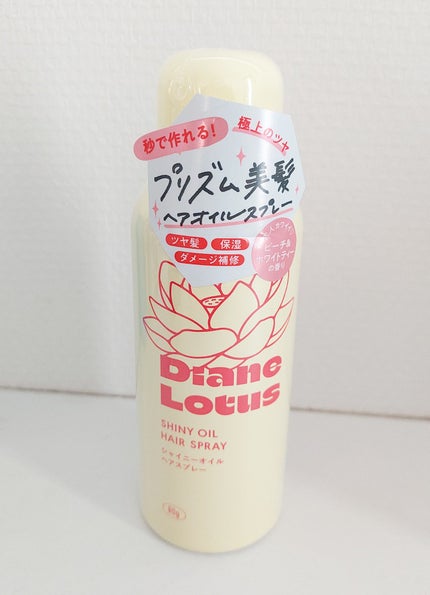 秒で作れる!
極上のツヤ
プリズム美髪
ヘアオイルスプレー
ツヤ髪
保湿
ダメージ補修
ピーチ&
ホワイトティー
の香り
Diane
Lotus
SHINY OIL
HAIR SPRAY
シャイニーオイル
ヘアスプレー
80g